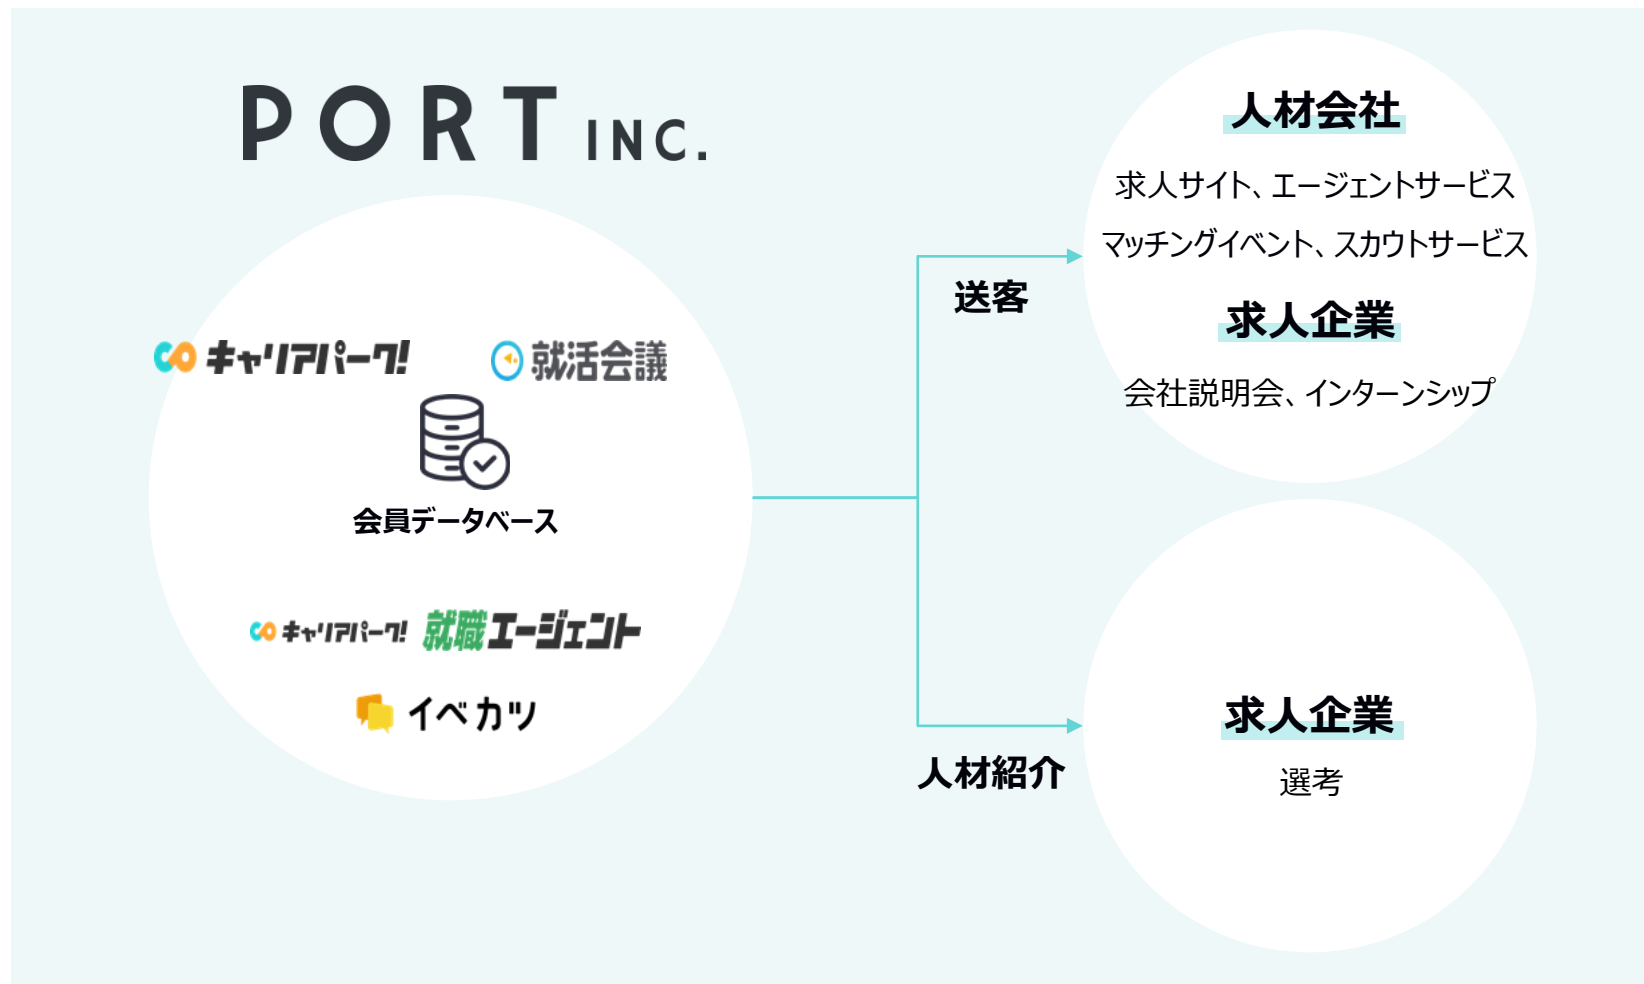 PORT INC.
キャリアパーク!
就活会議
会員データベース
キャリアパーク! 就職エージェント
イベカツ
送客
人材紹介
人材会社
求人サイト、エージェントサービス
マッチングイベント、スカウトサービス
求人企業
会社説明会、インターンシップ
求人企業
選考